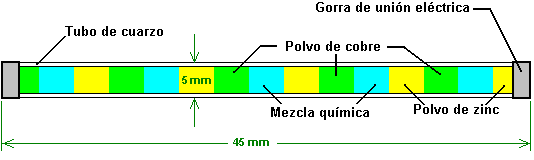 Gorra de unión eléctrica
Tubo de cuarzo
Polvo de cobre
5 mm
Mezcla química
Polvo de zinc
45 mm